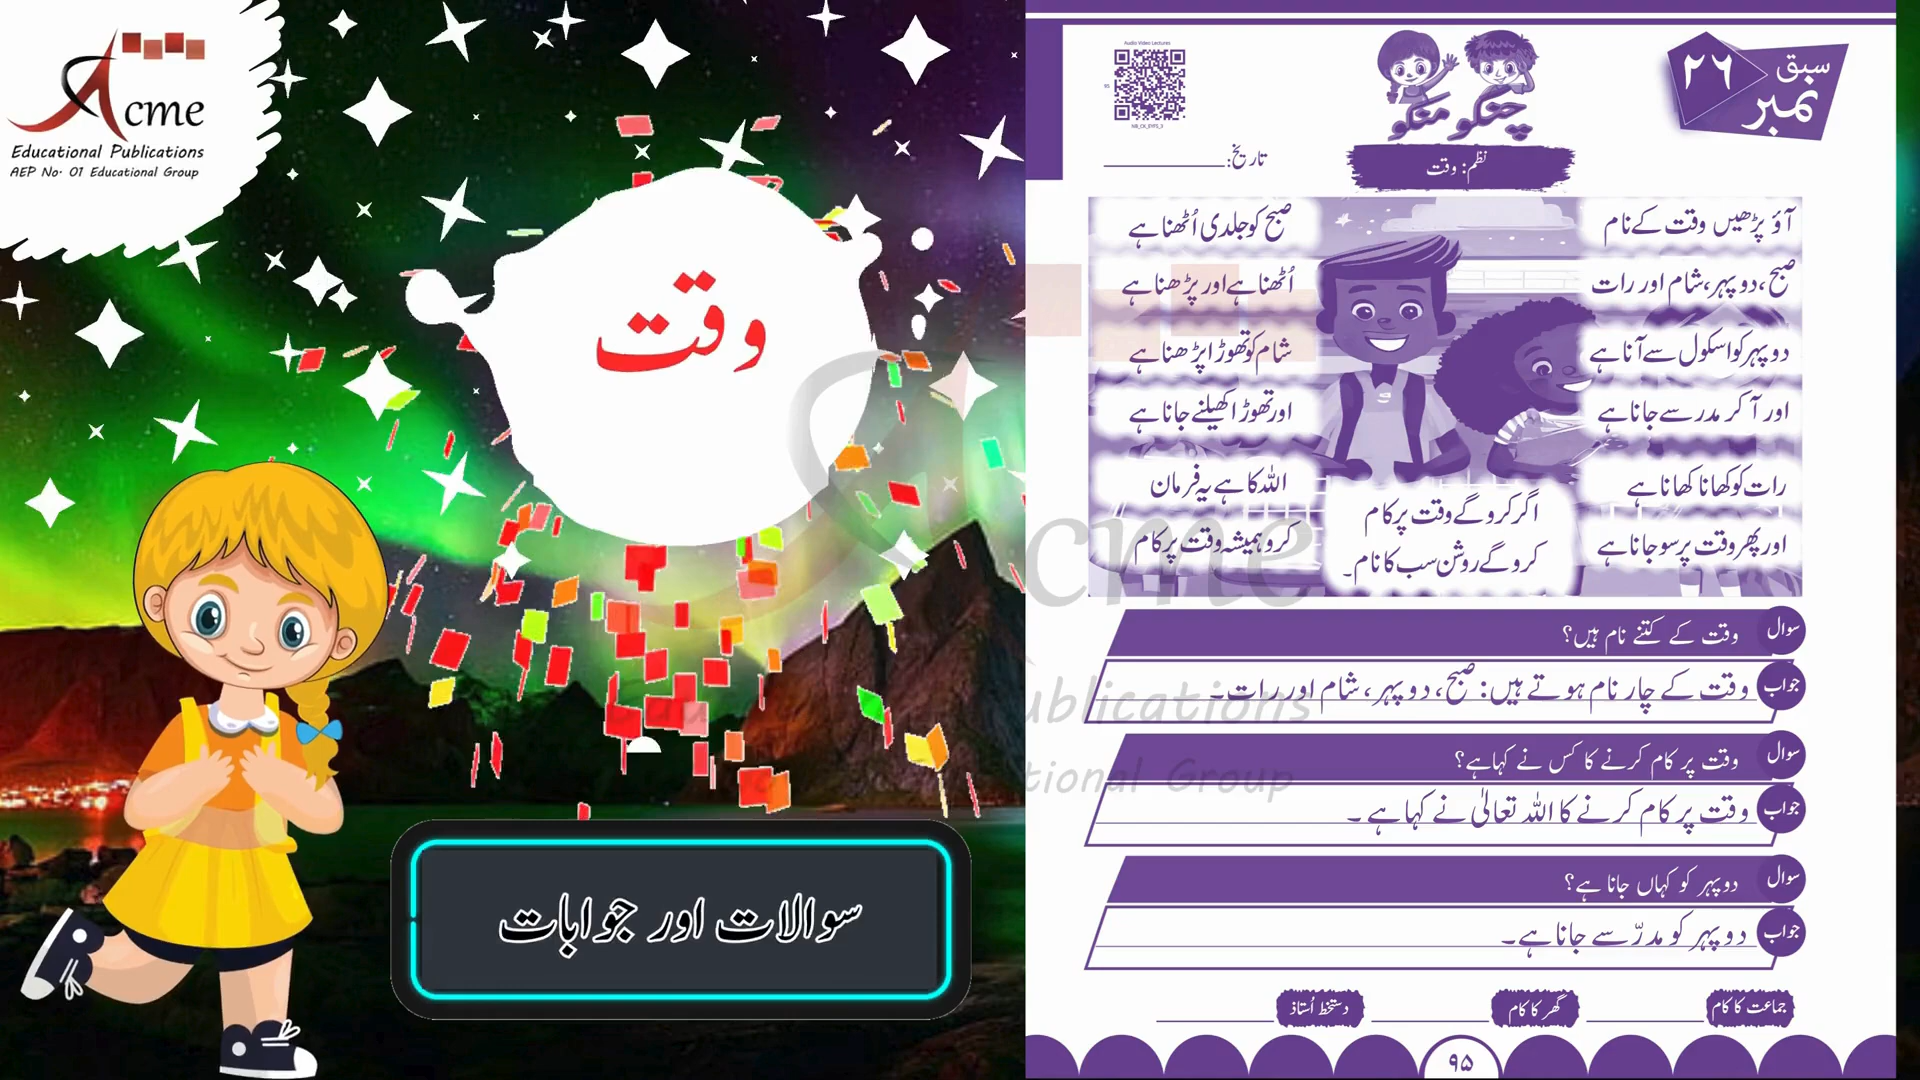 Acme
Educational Publications
AEP No. 01 Educational Group
وقت
سوالات اور جوابات
Audio Video Lectures
سبق نمبر ۲۶
چنکو منکو
تاریخ:
نظم: وقت
آؤ پڑھیں وقت کے نام
صبح، دوپہر، شام اور رات
دوپہر کو اسکول سے آنا ہے
اور آ کر مدرسے جانا ہے
رات کو کھانا کھانا ہے
اور پھر وقت پر سو جانا ہے
صبح کو جلدی اُٹھنا ہے
اُٹھنا ہے اور پڑھنا ہے
شام کو تھوڑا پڑھنا ہے
اور تھوڑا کھیلنے جانا ہے
اللہ کا ہے یہ فرمان
کرو ہمیشہ وقت پر کام
اگر کرو گے وقت پر کام
کرو گے روشن سب کا نام۔
سوال وقت کے کتنے نام ہیں؟
جواب وقت کے چار نام ہوتے ہیں: صبح، دوپہر، شام اور رات۔
سوال وقت پر کام کرنے کا کس نے کہا ہے؟
جواب وقت پر کام کرنے کا اللہ تعالیٰ نے کہا ہے۔
سوال دوپہر کو کہاں جانا ہے؟
جواب دوپہر کو مدرّسے جانا ہے۔
جماعت کا کام
گھر کا کام
دستخط اُستاذ
۹۵